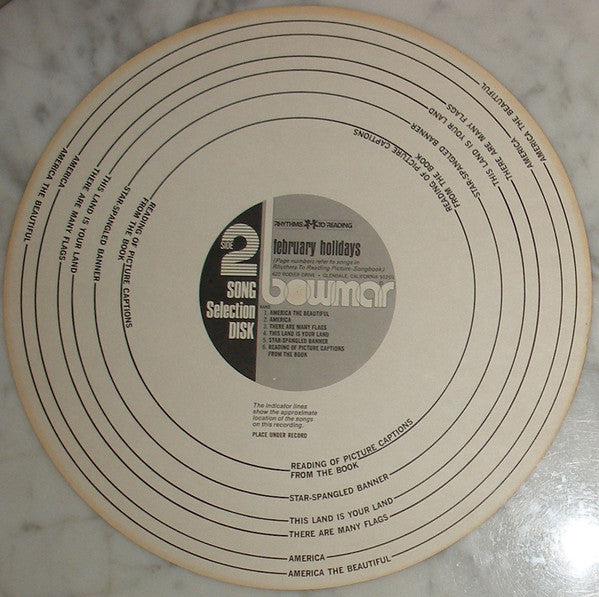 RHYTHMS TO READING
february holidays
(Page numbers refer to songs in
Rhythms To Reading Picture-Songbook)
622 RODIER DRIVE • GLENDALE, CALIFORNIA 91201
bowmar
SIDE
2
SONG
Selection
DISK
BAND
1. AMERICA THE BEAUTIFUL
2. AMERICA
3. THERE ARE MANY FLAGS
4. THIS LAND IS YOUR LAND
5. STAR-SPANGLED BANNER
6. READING OF PICTURE CAPTIONS
FROM THE BOOK
The indicator lines
show the approximate
location of the songs
on this recording.
PLACE UNDER RECORD
READING OF PICTURE CAPTIONS
FROM THE BOOK
STAR-SPANGLED BANNER
THIS LAND IS YOUR LAND
THERE ARE MANY FLAGS
AMERICA
AMERICA THE BEAUTIFUL
AMERICA THE BEAUTIFUL
AMERICA
THERE ARE MANY FLAGS
THIS LAND IS YOUR LAND
STAR-SPANGLED BANNER
READING OF PICTURE CAPTIONS
FROM THE BOOK
READING OF PICTURE CAPTIONS
FROM THE BOOK
STAR-SPANGLED BANNER
THIS LAND IS YOUR LAND
THERE ARE MANY FLAGS
AMERICA
AMERICA THE BEAUTIFUL